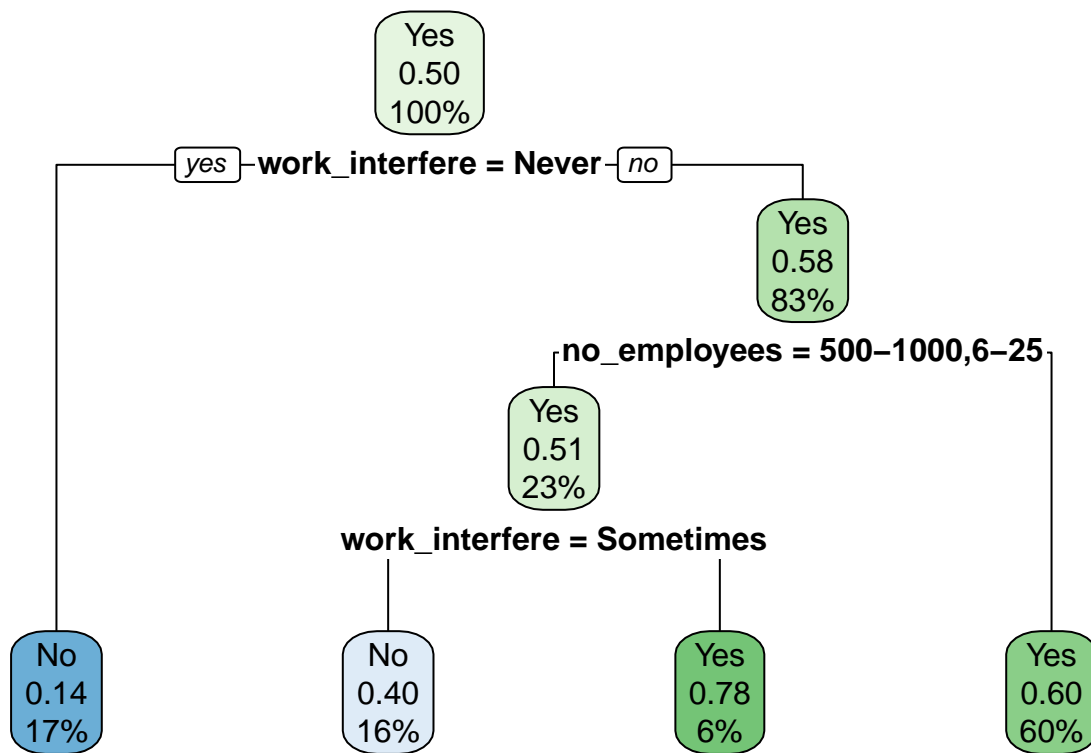 Yes
0.50
100%
yes work_interfere = Never no
Yes
0.58
83%
no_employees = 500−1000,6−25
Yes
0.51
23%
work_interfere = Sometimes
No
0.14
17%
No
0.40
16%
Yes
0.78
6%
Yes
0.60
60%